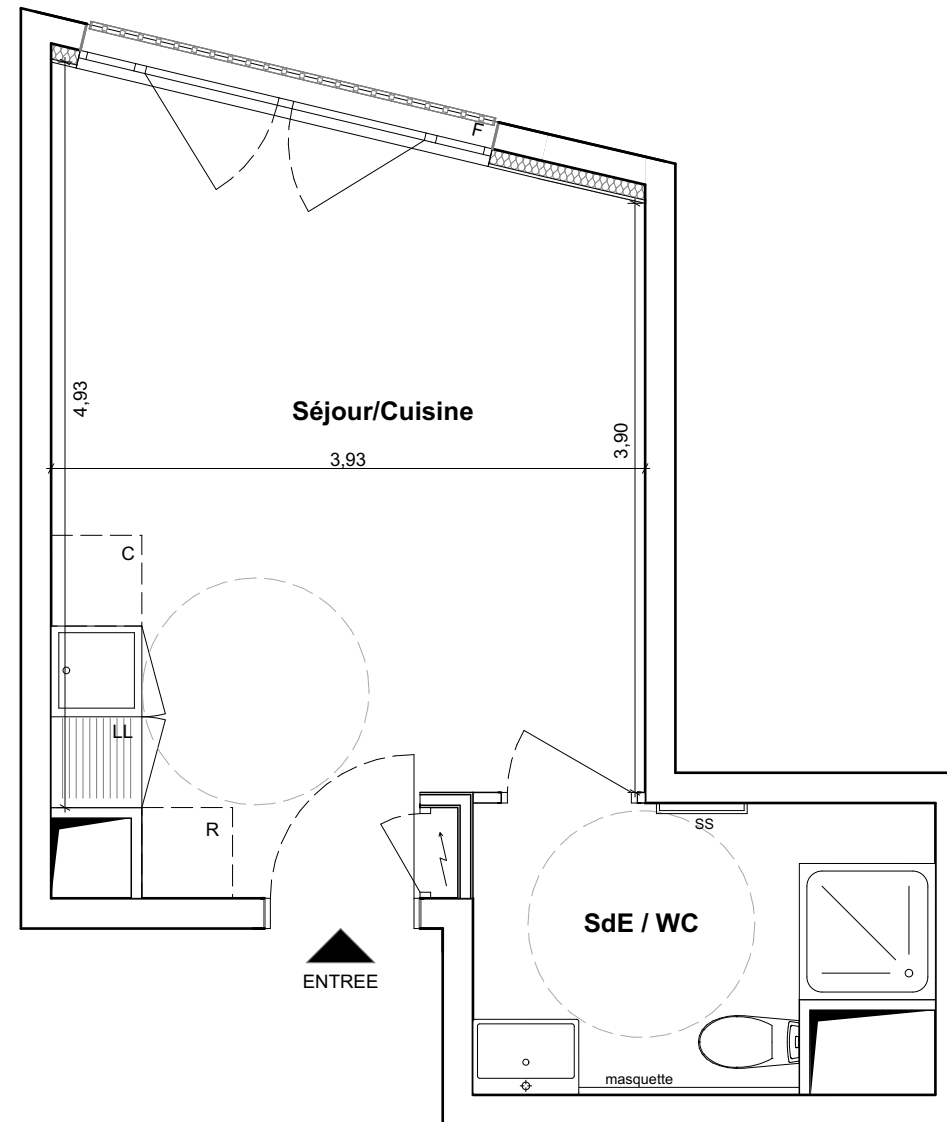 F
4,93
Séjour/Cuisine
3,90
3,93
C
LL
R
SS
SdE / WC
ENTREE
masquette